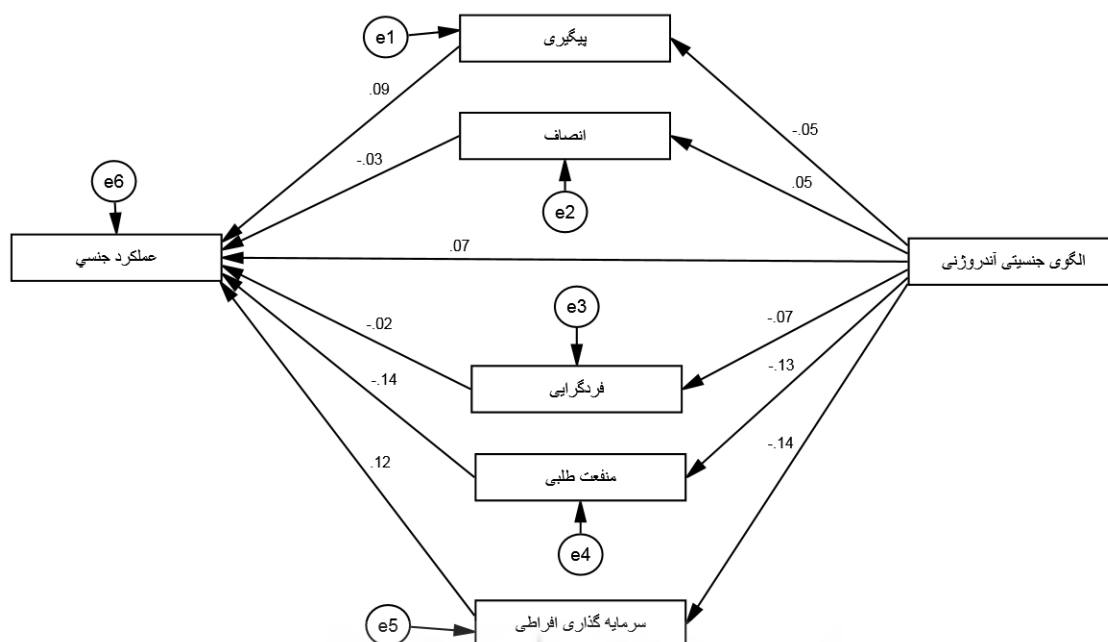 e1
پیگیری
.09
-.05
انصاف
-.03
.05
e6
e2
عملکرد جنسي
.07
الگوی جنسیتی آندروژنی
e3
-.02
-.07
فردگرایی
-.14
-.13
.12
-.14
منفعت طلبی
e4
e5
سرمایه گذاری افراطی